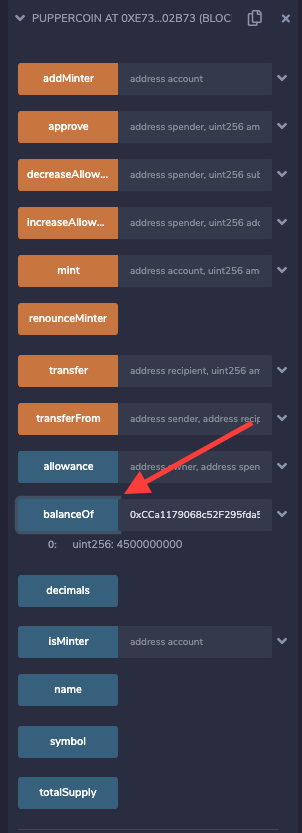 PUPPERCOIN AT 0XE73...02B73 (BLOC
addMinter address account
approve address spender, uint256 am
decreaseAllow... address spender, uint256 sub
increaseAllow... address spender, uint256 add
mint address account, uint256 am
renounceMinter
transfer address recipient, uint256 am
transferFrom address sender, address recip
allowance address owner, address spen
balanceOf 0xCCa1179068c52F295fda5
0: uint256: 4500000000
decimals
isMinter address account
name
symbol
totalSupply